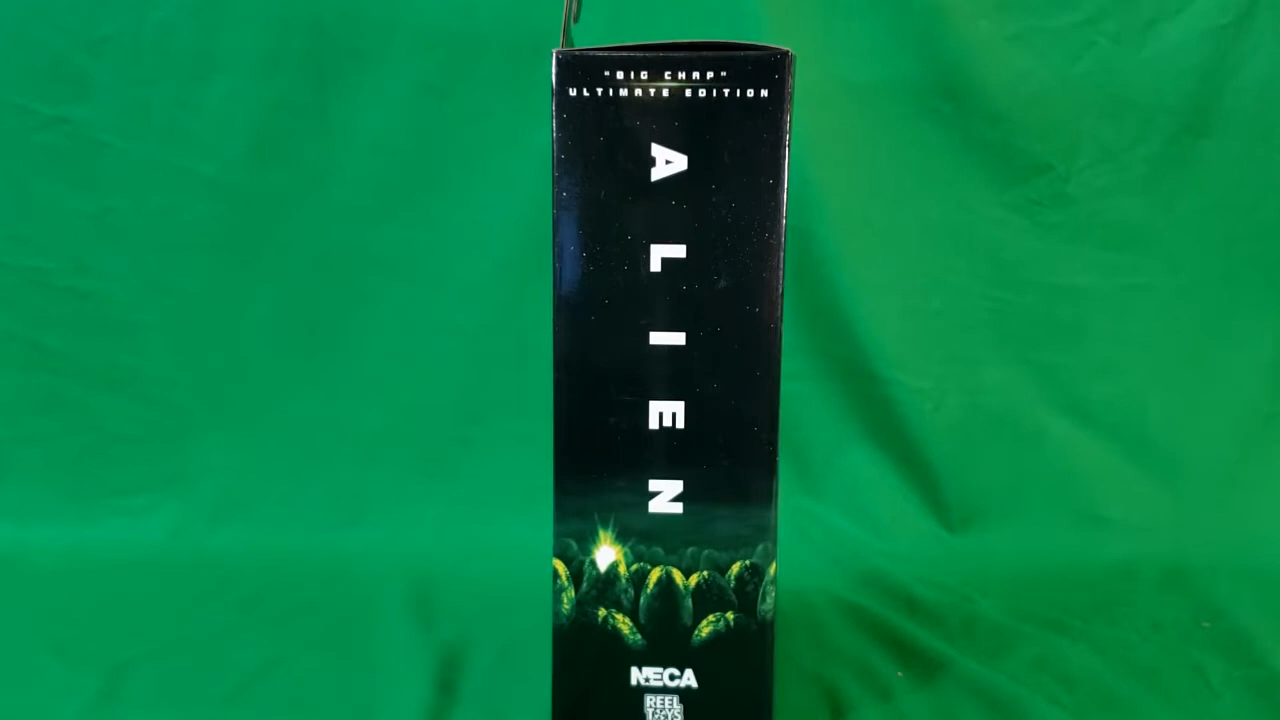 "BIG CHAP"
ULTIMATE EDITION
ALIEN
NECA
REEL
TOYS